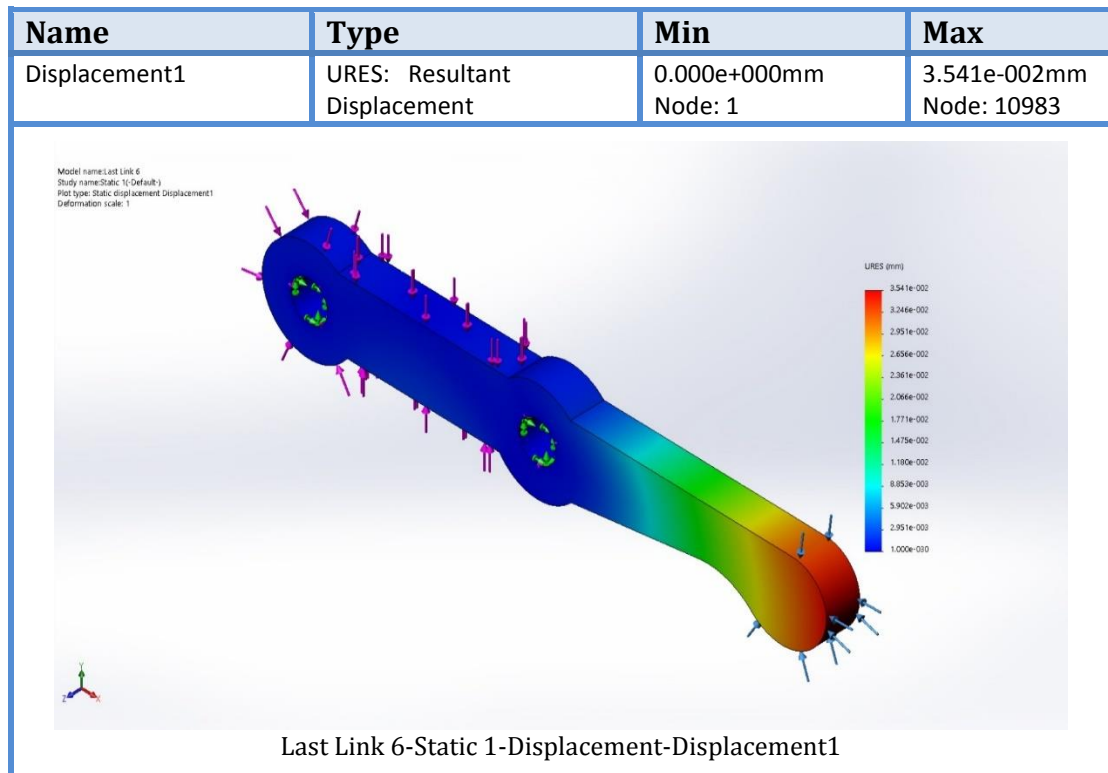 Name Type Min Max
Displacement1 URES: Resultant Displacement 0.000e+000mm Node: 1 3.541e-002mm Node: 10983
Model name:Last Link 6
Study name:Static 1(-Default-)
Plot type: Static displacement Displacement1
Deformation scale: 1
URES (mm)
3.541e-002
3.246e-002
2.951e-002
2.656e-002
2.361e-002
2.066e-002
1.771e-002
1.475e-002
1.180e-002
8.853e-003
5.902e-003
2.951e-003
1.000e-030
Y
Z X
Last Link 6-Static 1-Displacement-Displacement1